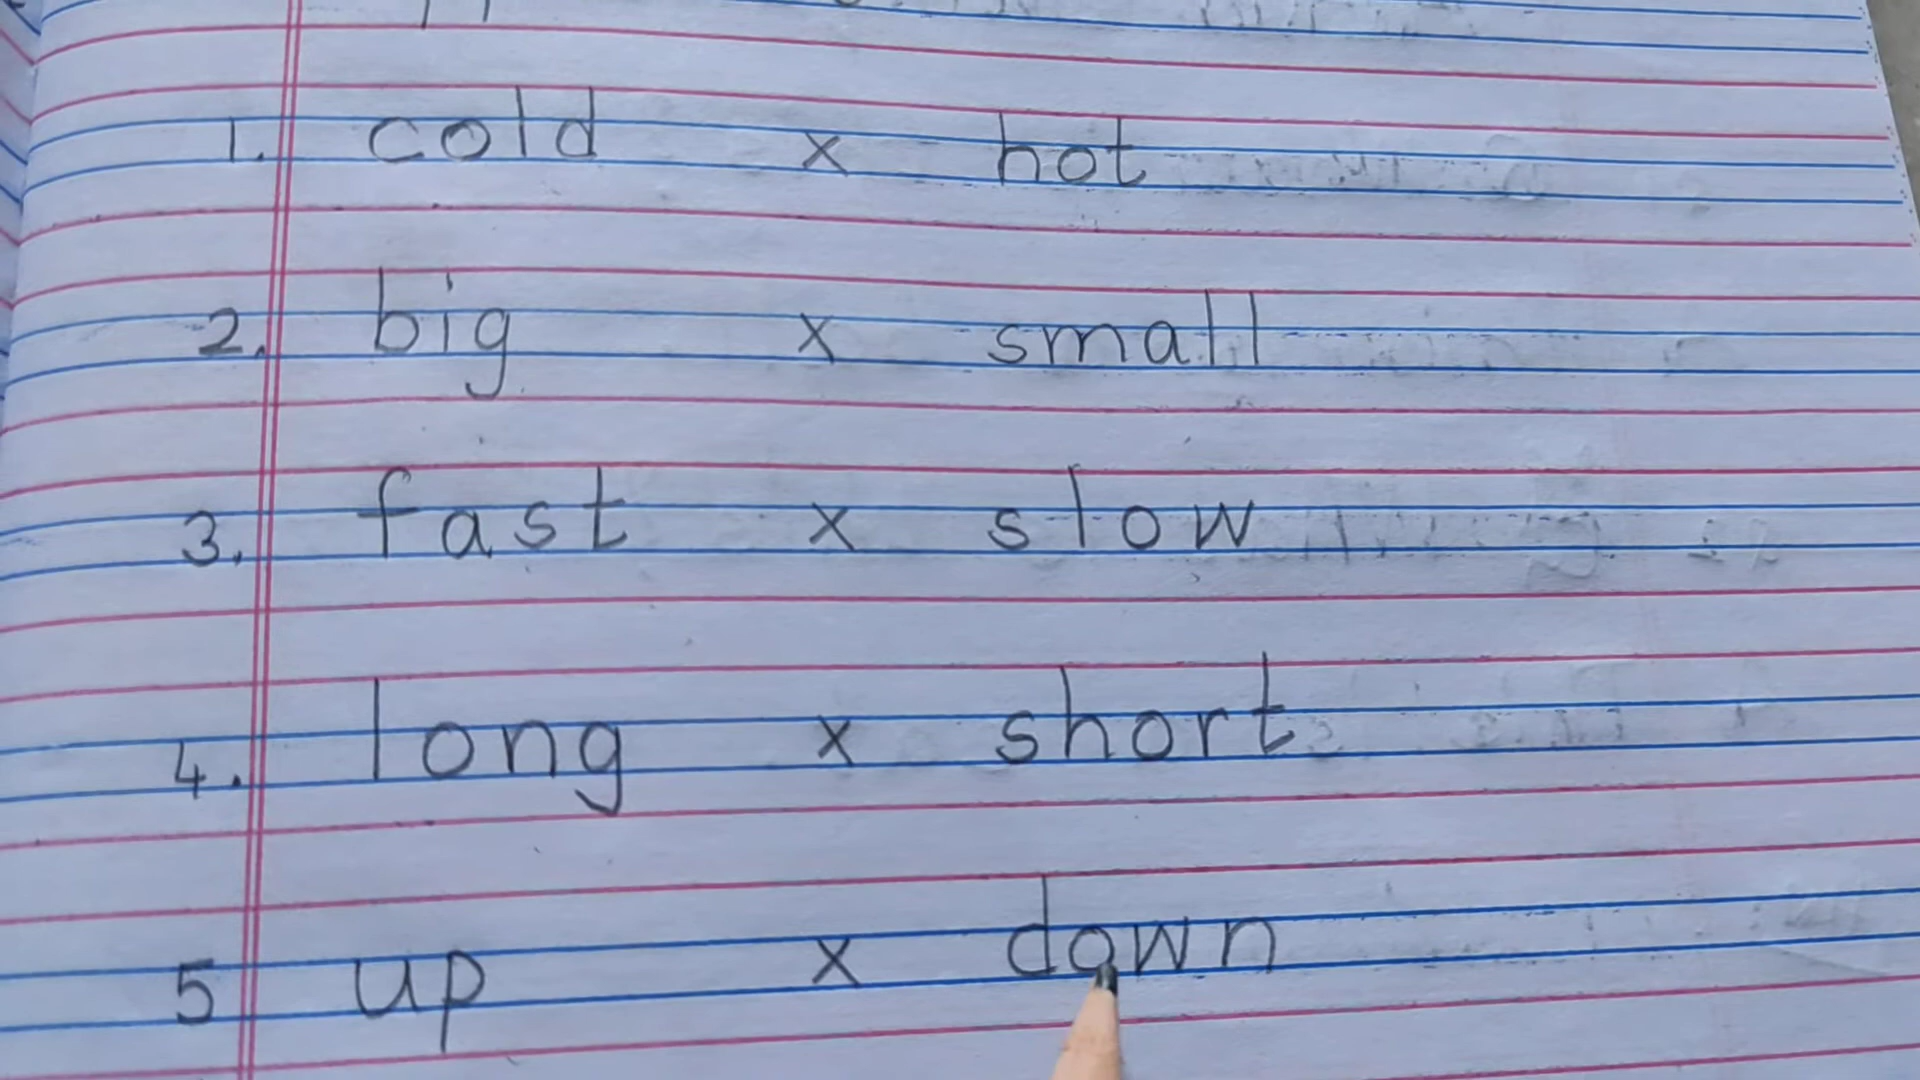 1. cold x hot
2. big x small
3. fast x slow
4. long x short
5 up x down